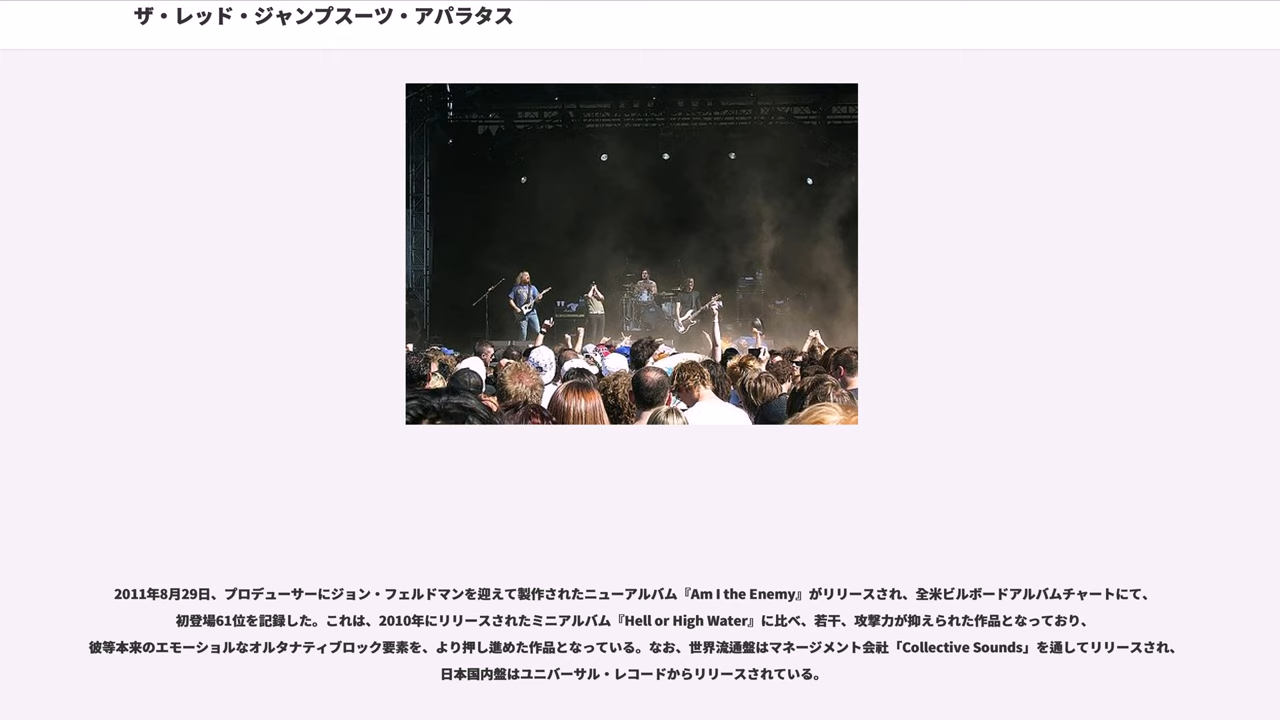 ザ・レッド・ジャンプスーツ・アパラタス
2011年8月29日、プロデューサーにジョン・フェルドマンを迎えて製作されたニューアルバム『Am I the Enemy』がリリースされ、全米ビルボードアルバムチャートにて、
初登場61位を記録した。これは、2010年にリリースされたミニアルバム『Hell or High Water』に比べ、若干、攻撃力が抑えられた作品となっており、
彼等本来のエモーショルなオルタナティブロック要素を、より押し進めた作品となっている。なお、世界流通盤はマネージメント会社「Collective Sounds」を通してリリースされ、
日本国内盤はユニバーサル・レコードからリリースされている。